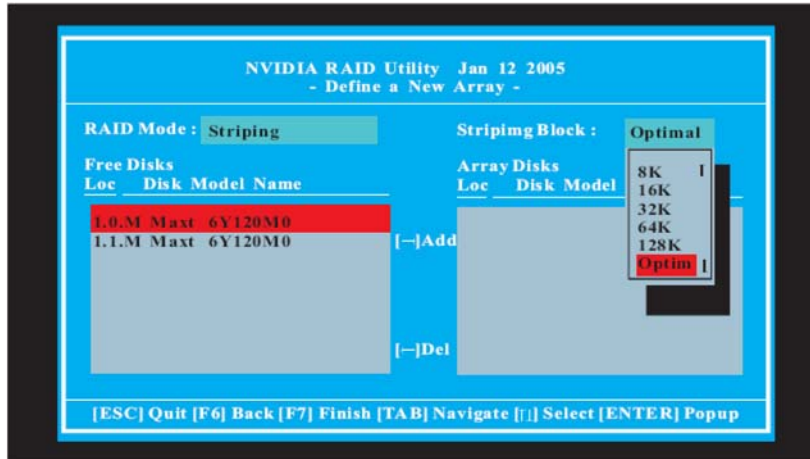 NVIDIA RAID Utility Jan 12 2005
- Define a New Array -
RAID Mode : Striping
Stripimg Block : Optimal
Free Disks
Loc Disk Model Name
Array Disks
Loc Disk Model
8K
16K
32K
64K
128K
Optim
1.0.M Maxt 6Y120M0
1.1.M Maxt 6Y120M0
[—]Add
[—]Del
[ESC] Quit [F6] Back [F7] Finish [TAB] Navigate [↑↓] Select [ENTER] Popup